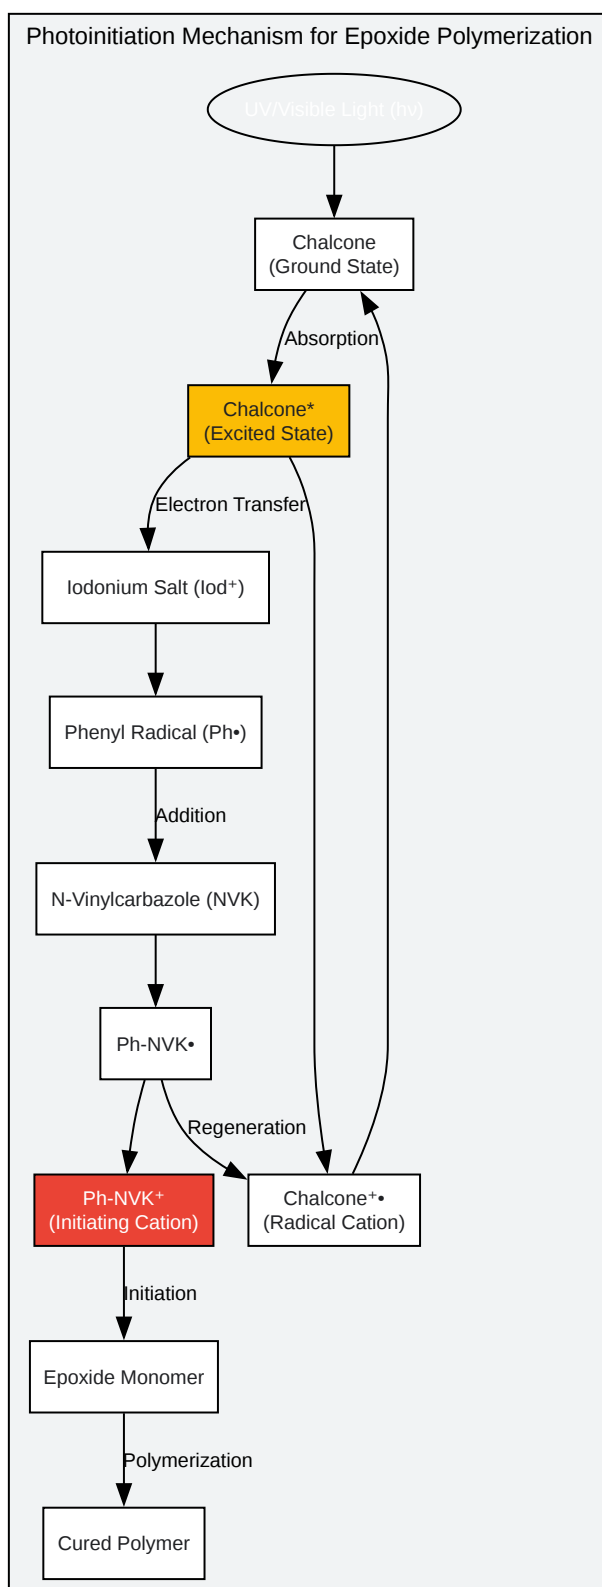 Photoinitiation Mechanism for Epoxide Polymerization
UV/Visible Light (hν)
Chalcone
(Ground State)
Absorption
Chalcone*
(Excited State)
Electron Transfer
Iodonium Salt (Iod⁺)
Phenyl Radical (Ph•)
Addition
N-Vinylcarbazole (NVK)
Ph-NVK•
Regeneration
Ph-NVK⁺
(Initiating Cation)
Chalcone⁺•
(Radical Cation)
Initiation
Epoxide Monomer
Polymerization
Cured Polymer